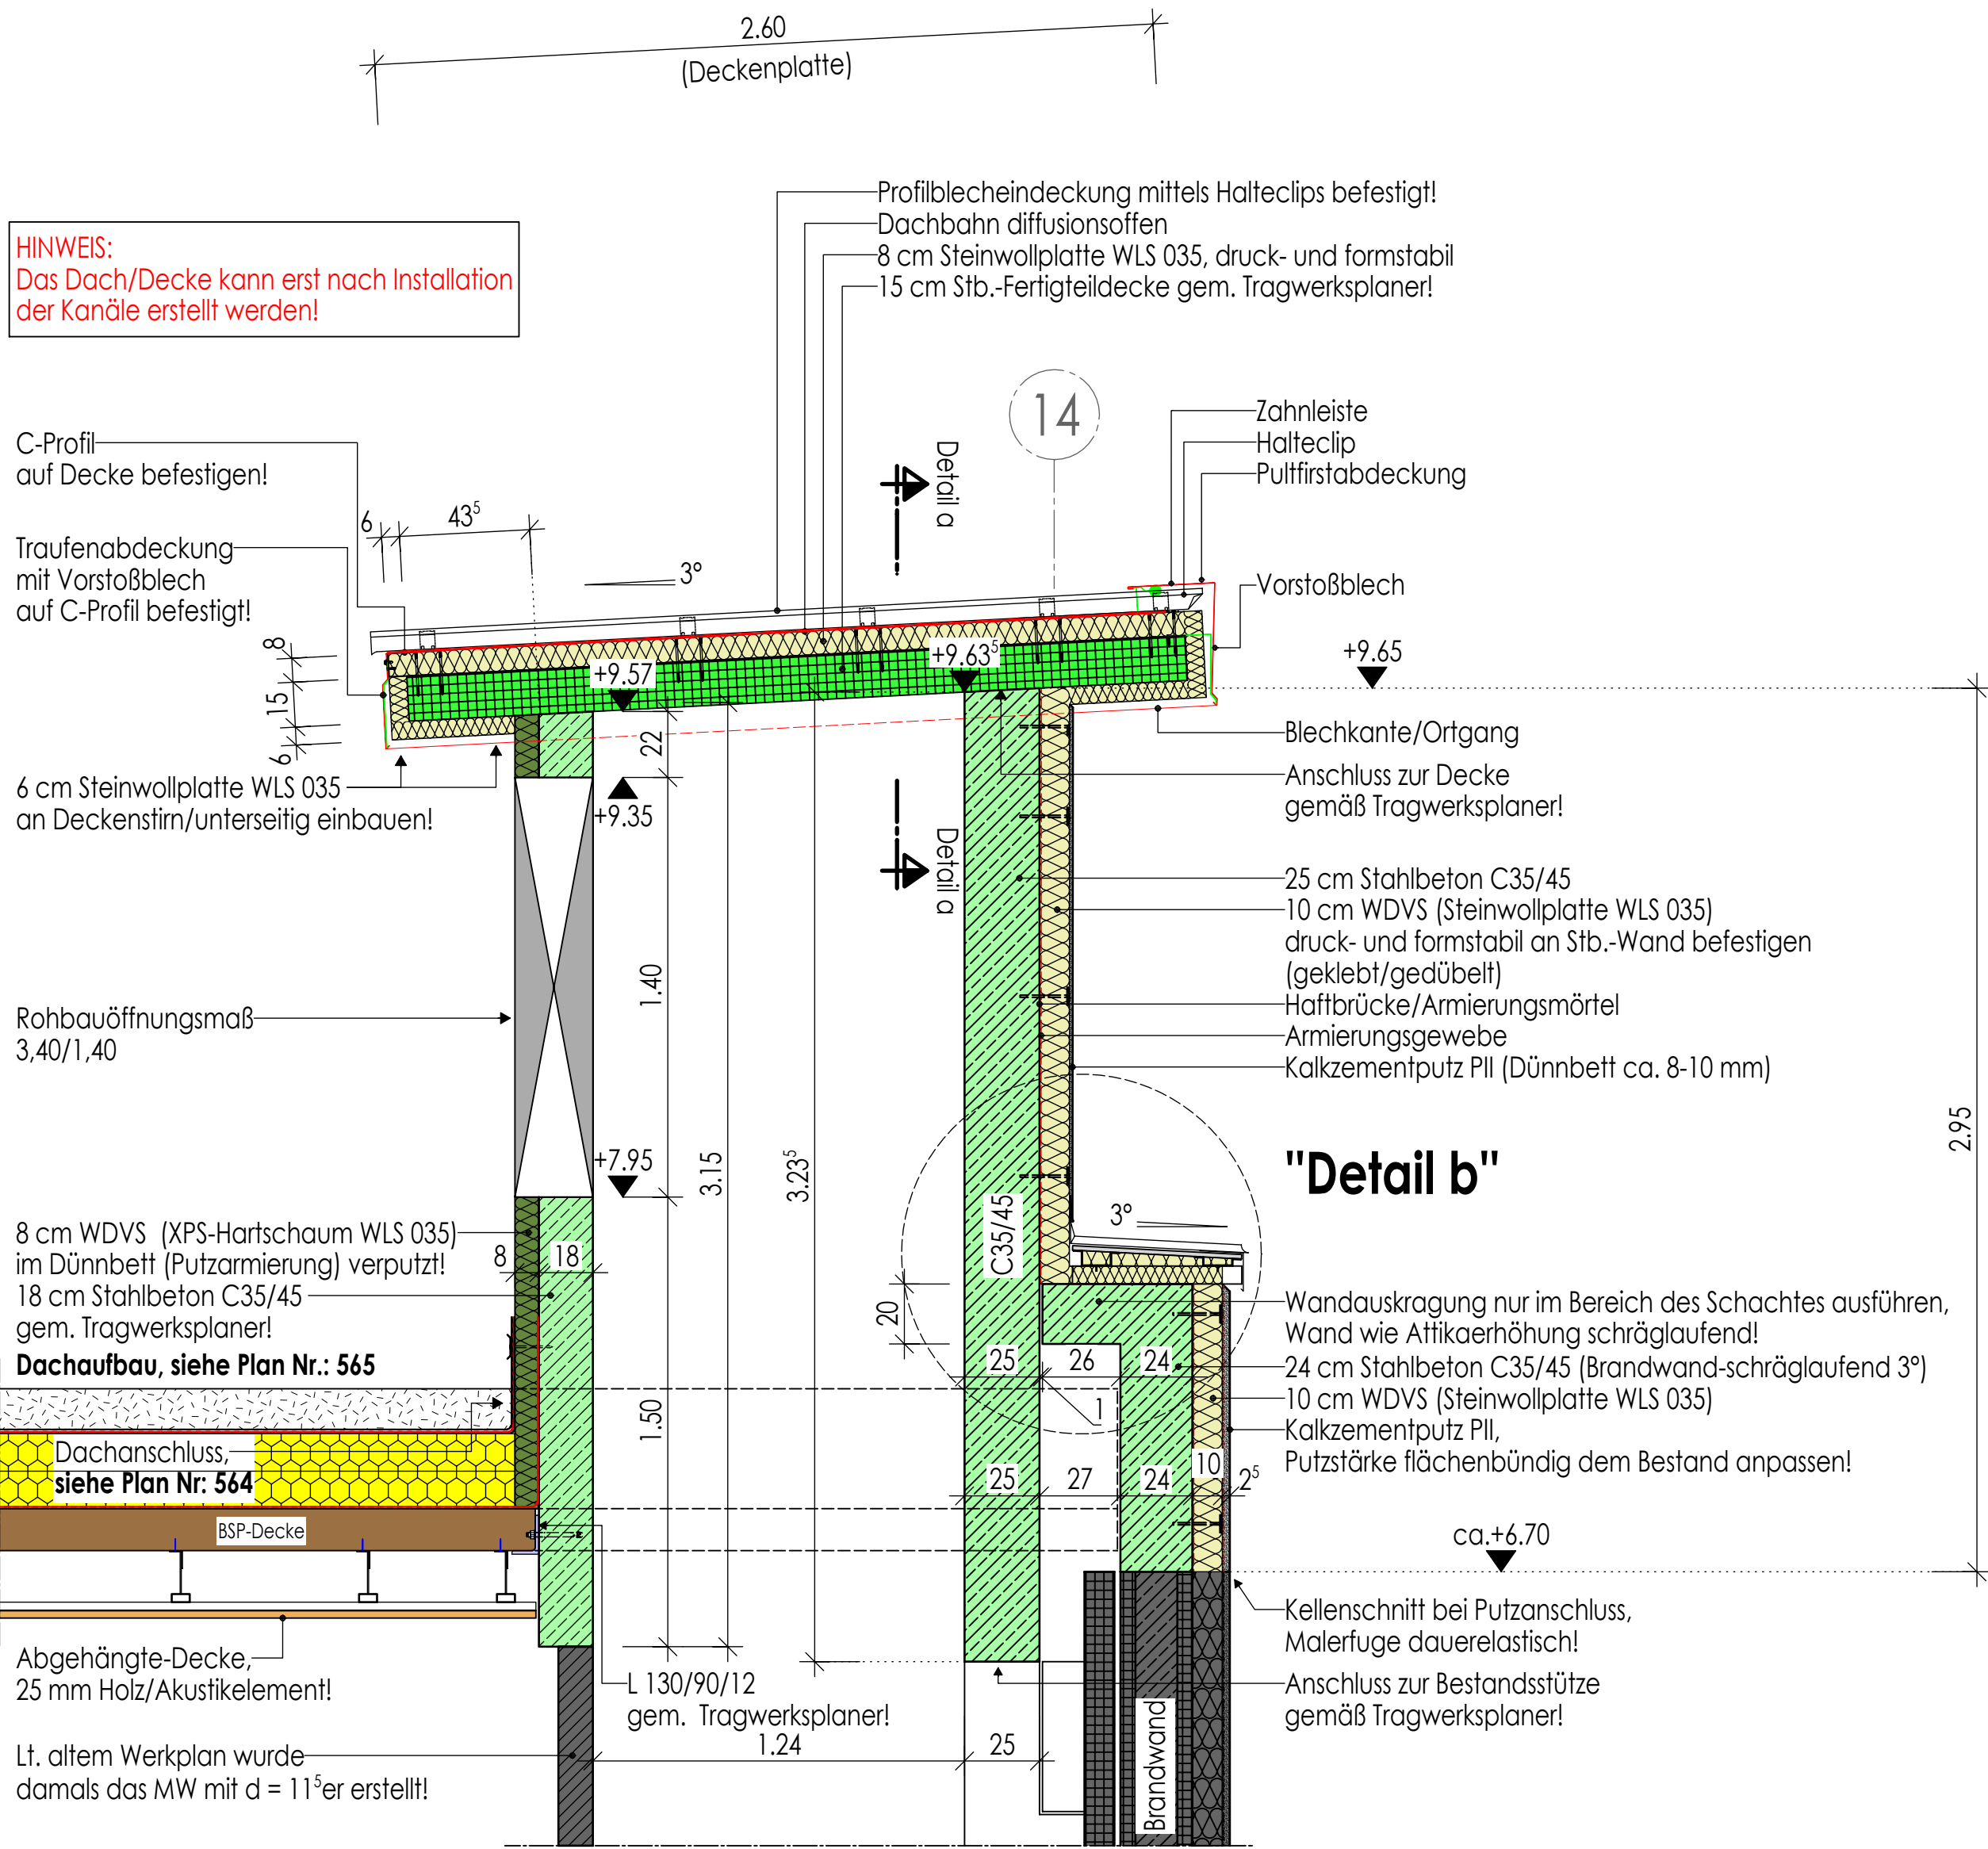 2.60
(Deckenplatte)
HINWEIS:
Das Dach/Decke kann erst nach Installation
der Kanäle erstellt werden!
Profilblecheindeckung mittels Halteclips befestigt!
Dachbahn diffusionsoffen
8 cm Steinwollplatte WLS 035, druck- und formstabil
15 cm Stb.-Fertigteildecke gem. Tragwerksplaner!
14
Zahnleiste
Halteclip
Pultfirstabdeckung
Vorstoßblech
C-Profil
auf Decke befestigen!
Traufenabdeckung
mit Vorstoßblech
auf C-Profil befestigt!
6
43⁵
3°
Detail a
8
15
6
+9.57
+9.63⁵
+9.65
22
+9.35
6 cm Steinwollplatte WLS 035
an Deckenstirn/unterseitig einbauen!
Blechkante/Ortgang
Anschluss zur Decke
gemäß Tragwerksplaner!
Detail a
25 cm Stahlbeton C35/45
10 cm WDVS (Steinwollplatte WLS 035)
druck- und formstabil an Stb.-Wand befestigen
(geklebt/gedübelt)
Haftbrücke/Armierungsmörtel
Armierungsgewebe
Kalkzementputz PII (Dünnbett ca. 8-10 mm)
Rohbauöffnungsmaß
3,40/1,40
1.40
+7.95
3.15
3.23⁵
2.95
"Detail b"
C35/45
3°
8 cm WDVS (XPS-Hartschaum WLS 035)
im Dünnbett (Putzarmierung) verputzt!
18 cm Stahlbeton C35/45
gem. Tragwerksplaner!
8
18
20
Dachaufbau, siehe Plan Nr.: 565
Wandauskragung nur im Bereich des Schachtes ausführen,
Wand wie Attikaerhöhung schräglaufend!
24 cm Stahlbeton C35/45 (Brandwand-schräglaufend 3°)
10 cm WDVS (Steinwollplatte WLS 035)
Kalkzementputz PII,
Putzstärke flächenbündig dem Bestand anpassen!
25
26
24
1
1.50
25
27
24
10
2⁵
Dachanschluss,
siehe Plan Nr: 564
BSP-Decke
ca.+6.70
Kellenschnitt bei Putzanschluss,
Malerfuge dauerelastisch!
Anschluss zur Bestandsstütze
gemäß Tragwerksplaner!
Abgehängte-Decke,
25 mm Holz/Akustikelement!
L 130/90/12
gem. Tragwerksplaner!
1.24
25
Brandwand
Lt. altem Werkplan wurde
damals das MW mit d = 11⁵er erstellt!